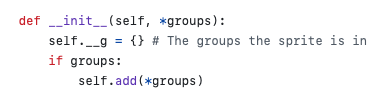 def __init__(self, *groups):
    self.__g = {} # The groups the sprite is in
    if groups:
        self.add(*groups)